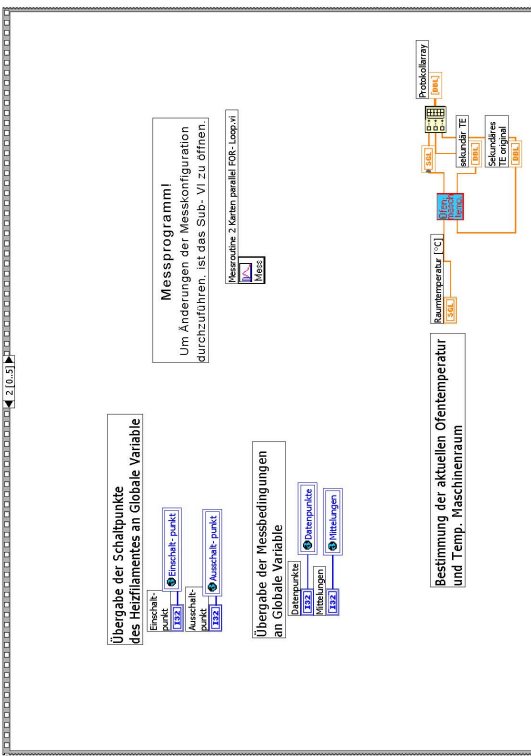 2 [0..5]
Übergabe der Schaltpunkte
des Heizfilamentes an Globale Variable
Einschalt-
punkt
I32
Einschalt- punkt
Ausschalt-
punkt
I32
Ausschalt- punkt
Messprogramm!
Um Änderungen der Messkonfiguration
durchzuführen, ist das Sub- VI zu öffnen.
Messroutine 2 Karten parallel FOR- Loop.vi
Mess
Übergabe der Messbedingungen
an Globale Variable
Datenpunkte
I32
Datenpunkte
Mittelungen
I32
Mittelungen
Bestimmung der aktuellen Ofentemperatur
und Temp. Maschinenraum
Raumtemperatur [°C]
SGL
Ofen
masch
temp.
SGL
Protokollarray
[DBL]
sekundär TE
DBL
Sekundäres
TE original
DBL